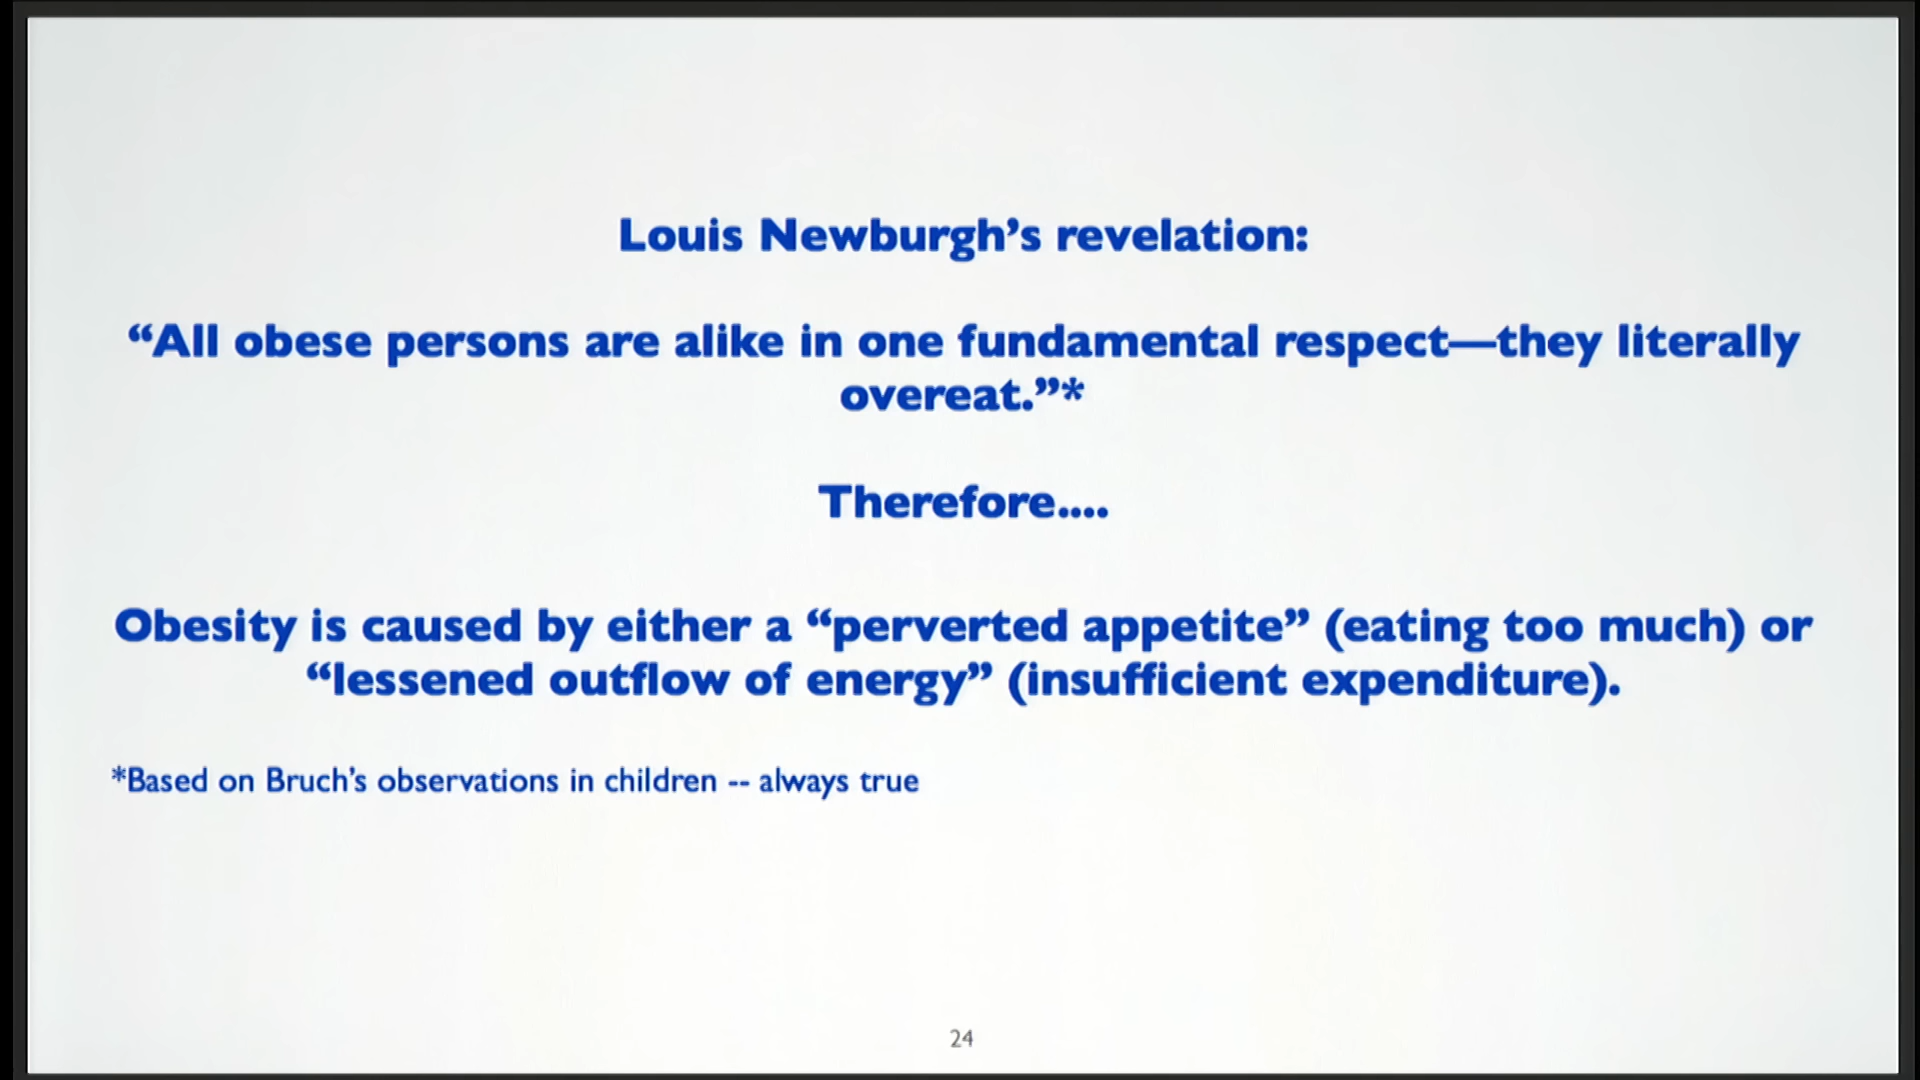 Louis Newburgh’s revelation:
“All obese persons are alike in one fundamental respect—they literally
overeat.”*
Therefore....
Obesity is caused by either a “perverted appetite” (eating too much) or
“lessened outflow of energy” (insufficient expenditure).
*Based on Bruch’s observations in children -- always true
24